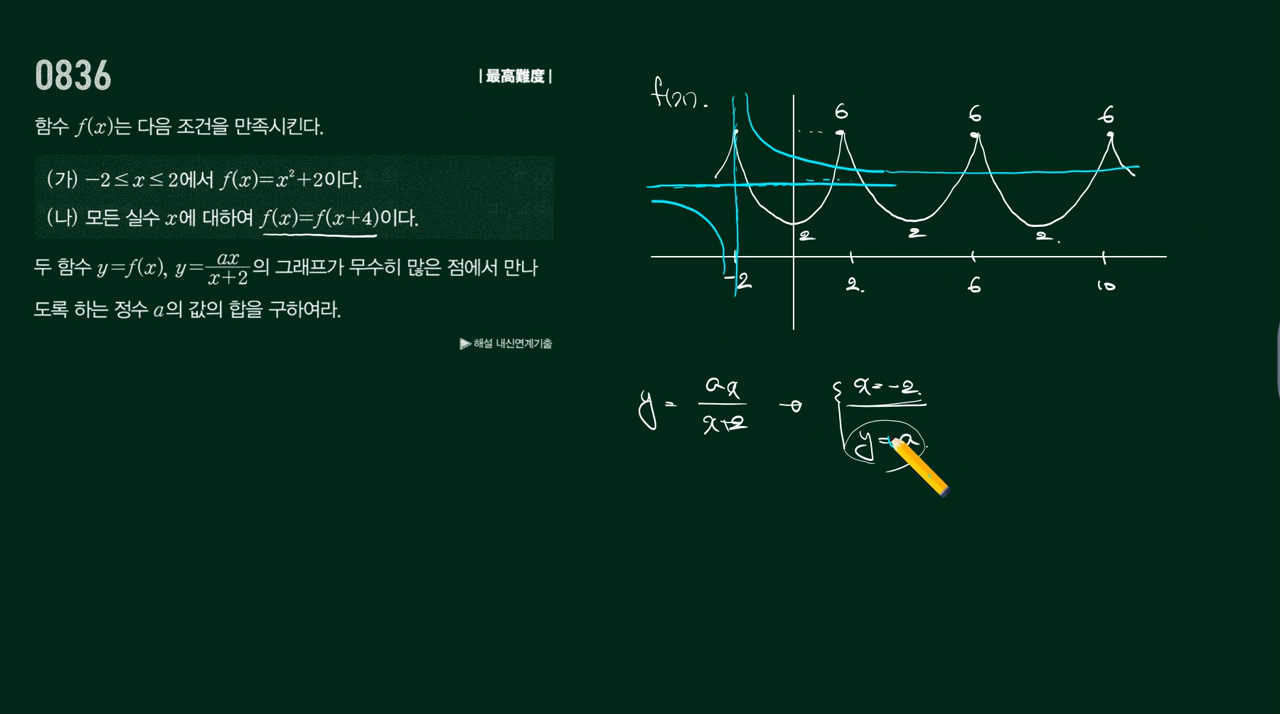 0836
|最高難度|
함수 f(x)는 다음 조건을 만족시킨다.
(가) -2≤x≤2에서 f(x)=x²+2이다.
(나) 모든 실수 x에 대하여 f(x)=f(x+4)이다.
두 함수 y=f(x), y=ax/(x+2)의 그래프가 무수히 많은 점에서 만나
도록 하는 정수 a의 값의 합을 구하여라.
▶ 해설 내신연계기출
f(x).
6 6 6
2 2 2.
-2 2. 6 10
y = ax/(x+2) → { x=-2.
y=a.